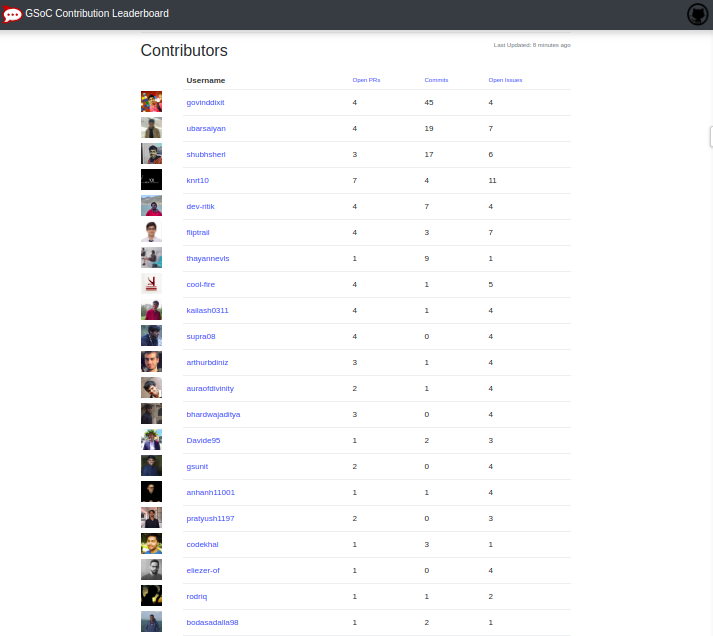 GSoC Contribution Leaderboard
Contributors
Last Updated: 8 minutes ago
Username Open PRs Commits Open Issues
govinddixit 4 45 4
ubarsaiyan 4 19 7
shubhsherl 3 17 6
knrt10 7 4 11
dev-ritik 4 7 4
fliptrail 4 3 7
thayannevls 1 9 1
cool-fire 4 1 5
kailash0311 4 1 4
supra08 4 0 4
arthurbdiniz 3 1 4
auraofdivinity 2 1 4
bhardwajaditya 3 0 4
Davide95 1 2 3
gsunit 2 0 4
anhanh11001 1 1 4
pratyush1197 2 0 3
codekhal 1 3 1
eliezer-of 1 0 4
rodriq 1 1 2
bodasadalla98 1 2 1